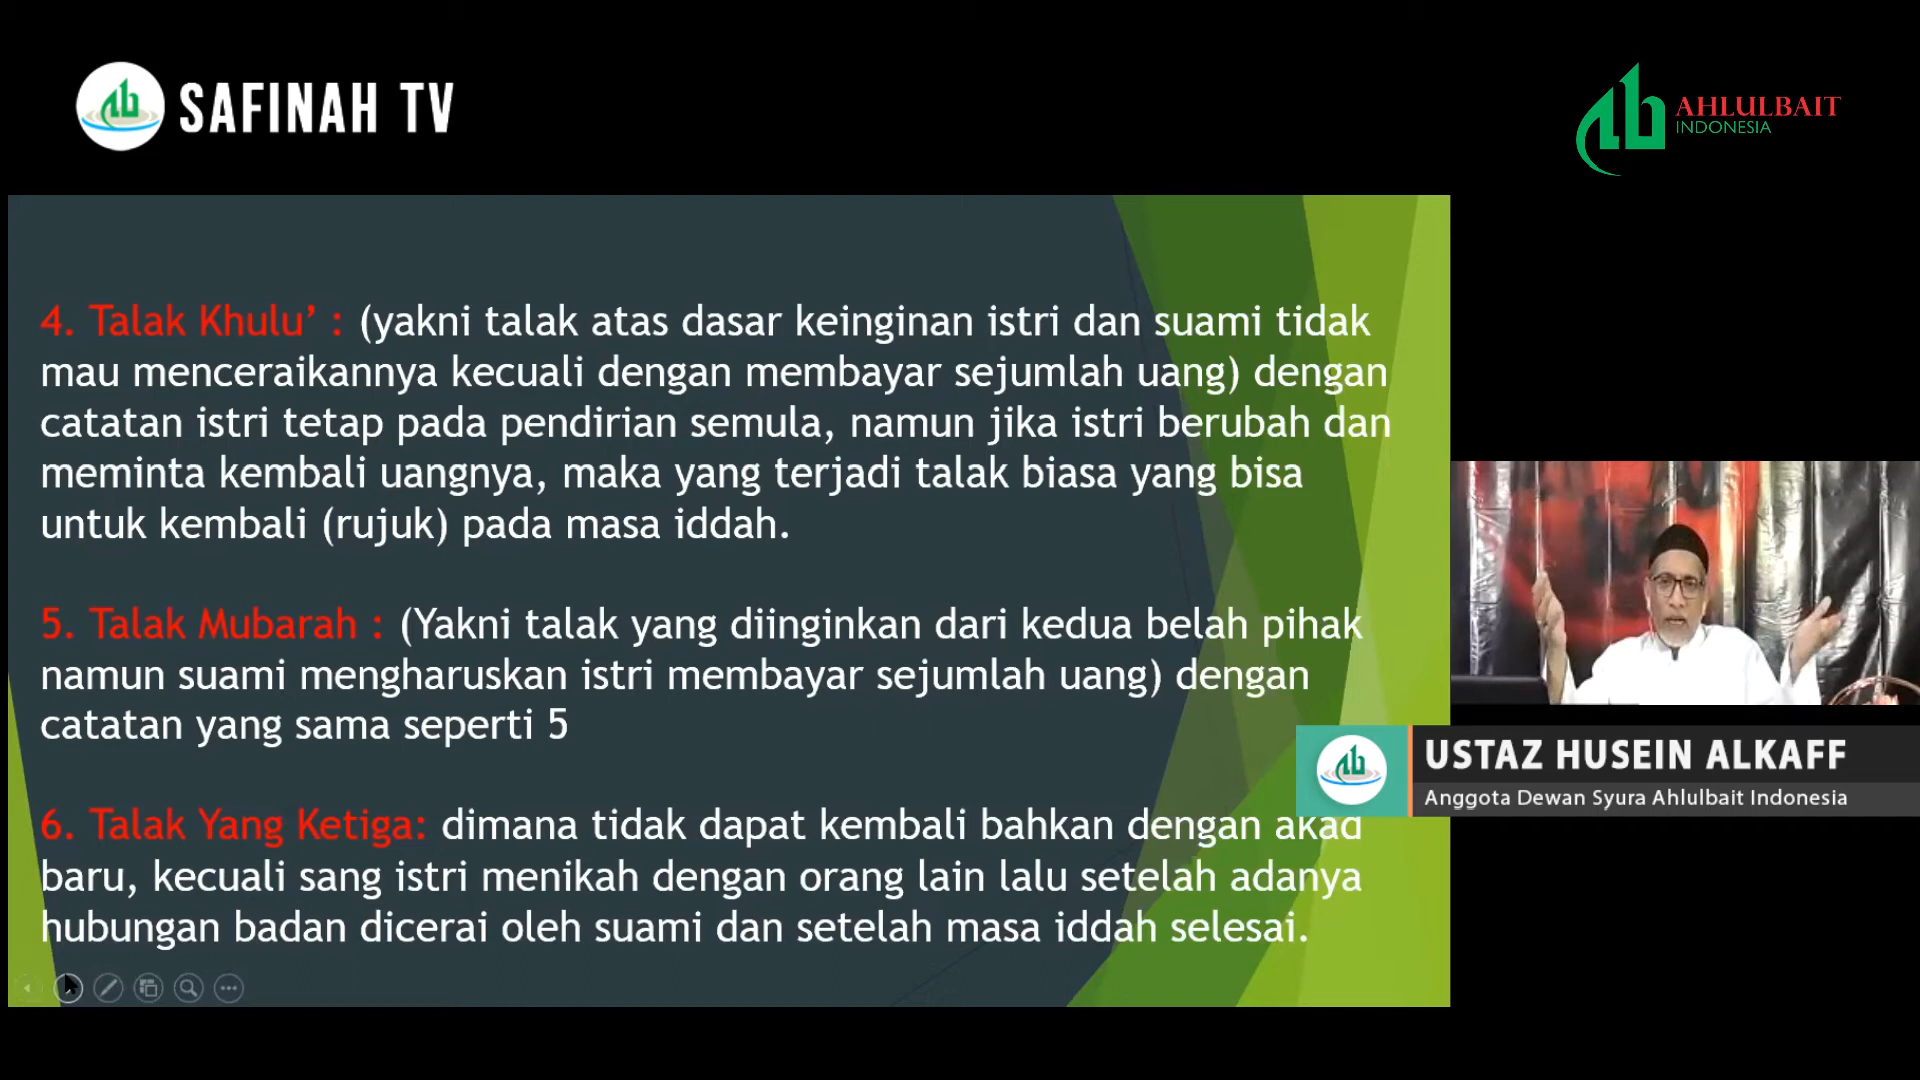 SAFINAH TV
AHLULBAIT
INDONESIA
4. Talak Khulu’ : (yakni talak atas dasar keinginan istri dan suami tidak
mau menceraikannya kecuali dengan membayar sejumlah uang) dengan
catatan istri tetap pada pendirian semula, namun jika istri berubah dan
meminta kembali uangnya, maka yang terjadi talak biasa yang bisa
untuk kembali (rujuk) pada masa iddah.
5. Talak Mubarah : (Yakni talak yang diinginkan dari kedua belah pihak
namun suami mengharuskan istri membayar sejumlah uang) dengan
catatan yang sama seperti 5
6. Talak Yang Ketiga: dimana tidak dapat kembali bahkan dengan akad
baru, kecuali sang istri menikah dengan orang lain lalu setelah adanya
hubungan badan dicerai oleh suami dan setelah masa iddah selesai.
USTAZ HUSEIN ALKAFF
Anggota Dewan Syura Ahlulbait Indonesia